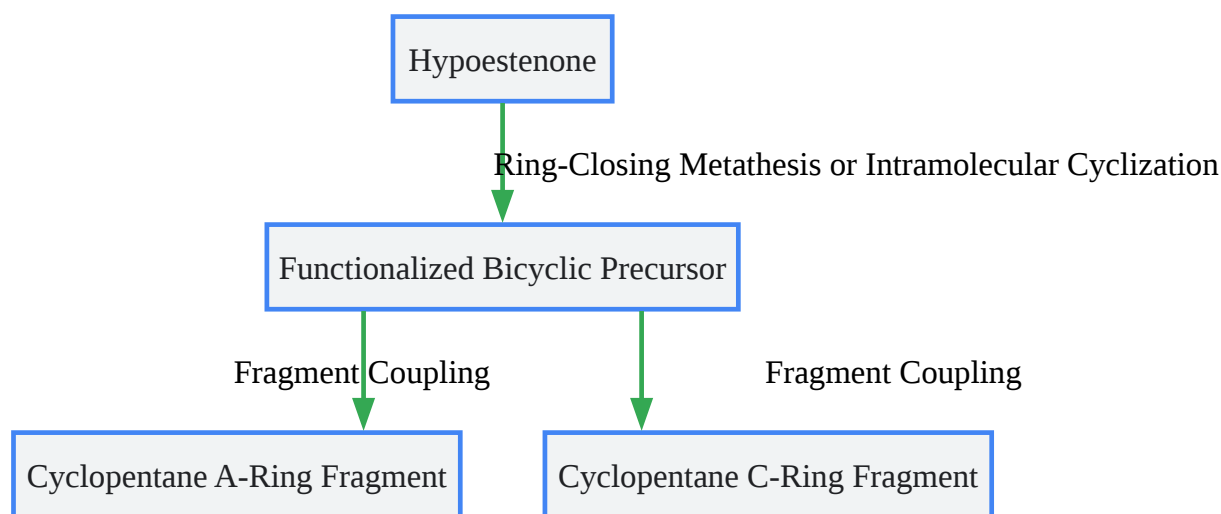 Hypoestenone
Ring-Closing Metathesis or Intramolecular Cyclization
Functionalized Bicyclic Precursor
Fragment Coupling
Fragment Coupling
Cyclopentane A-Ring Fragment
Cyclopentane C-Ring Fragment